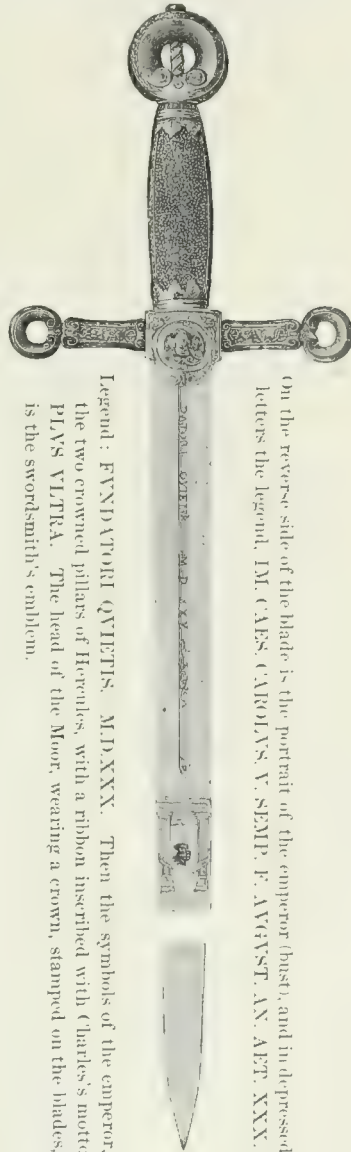 On the reverse side of the blade is the portrait of the emperor (bust), and in depressed
letters the legend, IM. CAES. CAROLVS. V. SEMP. F. AVGVST. AN. AET. XXX.
QVIETIS M.D.XXX
Legend: FVNDATORI QVIETIS. M.D.XXX. Then the symbols of the emperor,
the two crowned pillars of Hercules, with a ribbon inscribed with Charles's motto
PLVS VLTRA. The head of the Moor, wearing a crown, stamped on the blades,
is the swordsmith's emblem.